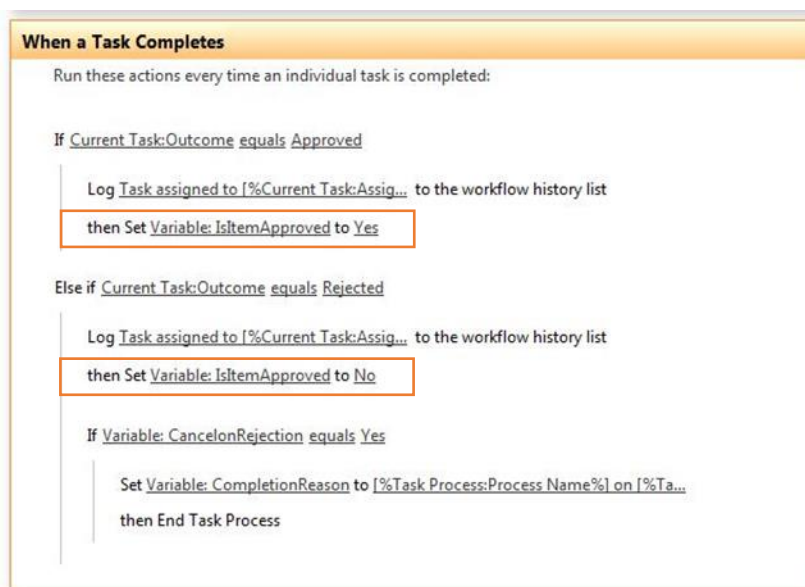 When a Task Completes
Run these actions every time an individual task is completed:
If Current Task:Outcome equals Approved
Log Task assigned to [%Current Task:Assig... to the workflow history list
then Set Variable: IsItemApproved to Yes
Else if Current Task:Outcome equals Rejected
Log Task assigned to [%Current Task:Assig... to the workflow history list
then Set Variable: IsItemApproved to No
If Variable: CancelonRejection equals Yes
Set Variable: CompletionReason to [%Task Process:Process Name%] on [%Ta...
then End Task Process